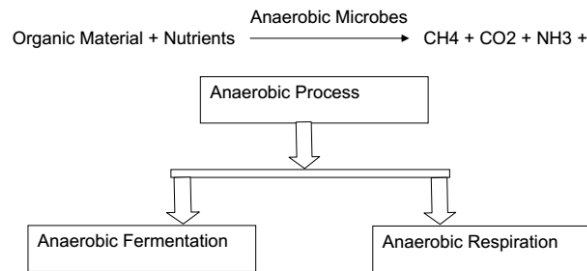 Anaerobic Microbes
Organic Material + Nutrients CH4 + CO2 + NH3 +
Anaerobic Process
Anaerobic Fermentation Anaerobic Respiration